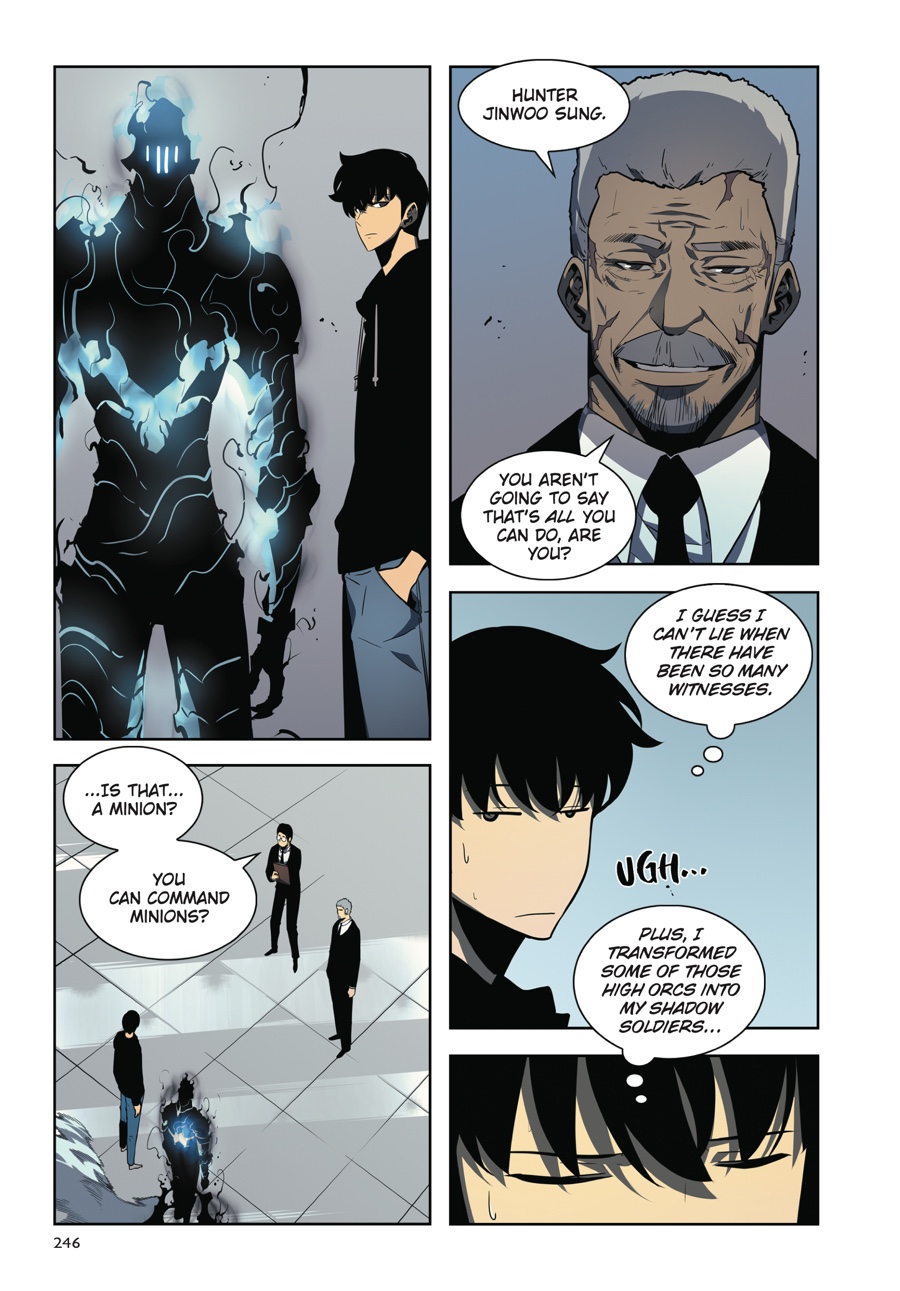 ...IS THAT...
A MINION?
YOU
CAN COMMAND
MINIONS?
HUNTER
JINWOO SUNG.
YOU AREN'T
GOING TO SAY
THAT'S ALL YOU
CAN DO, ARE
YOU?
I GUESS I
CAN'T LIE WHEN
THERE HAVE
BEEN SO MANY
WITNESSES.
UGH...
PLUS, I
TRANSFORMED
SOME OF THOSE
HIGH ORCS INTO
MY SHADOW
SOLDIERS...
246